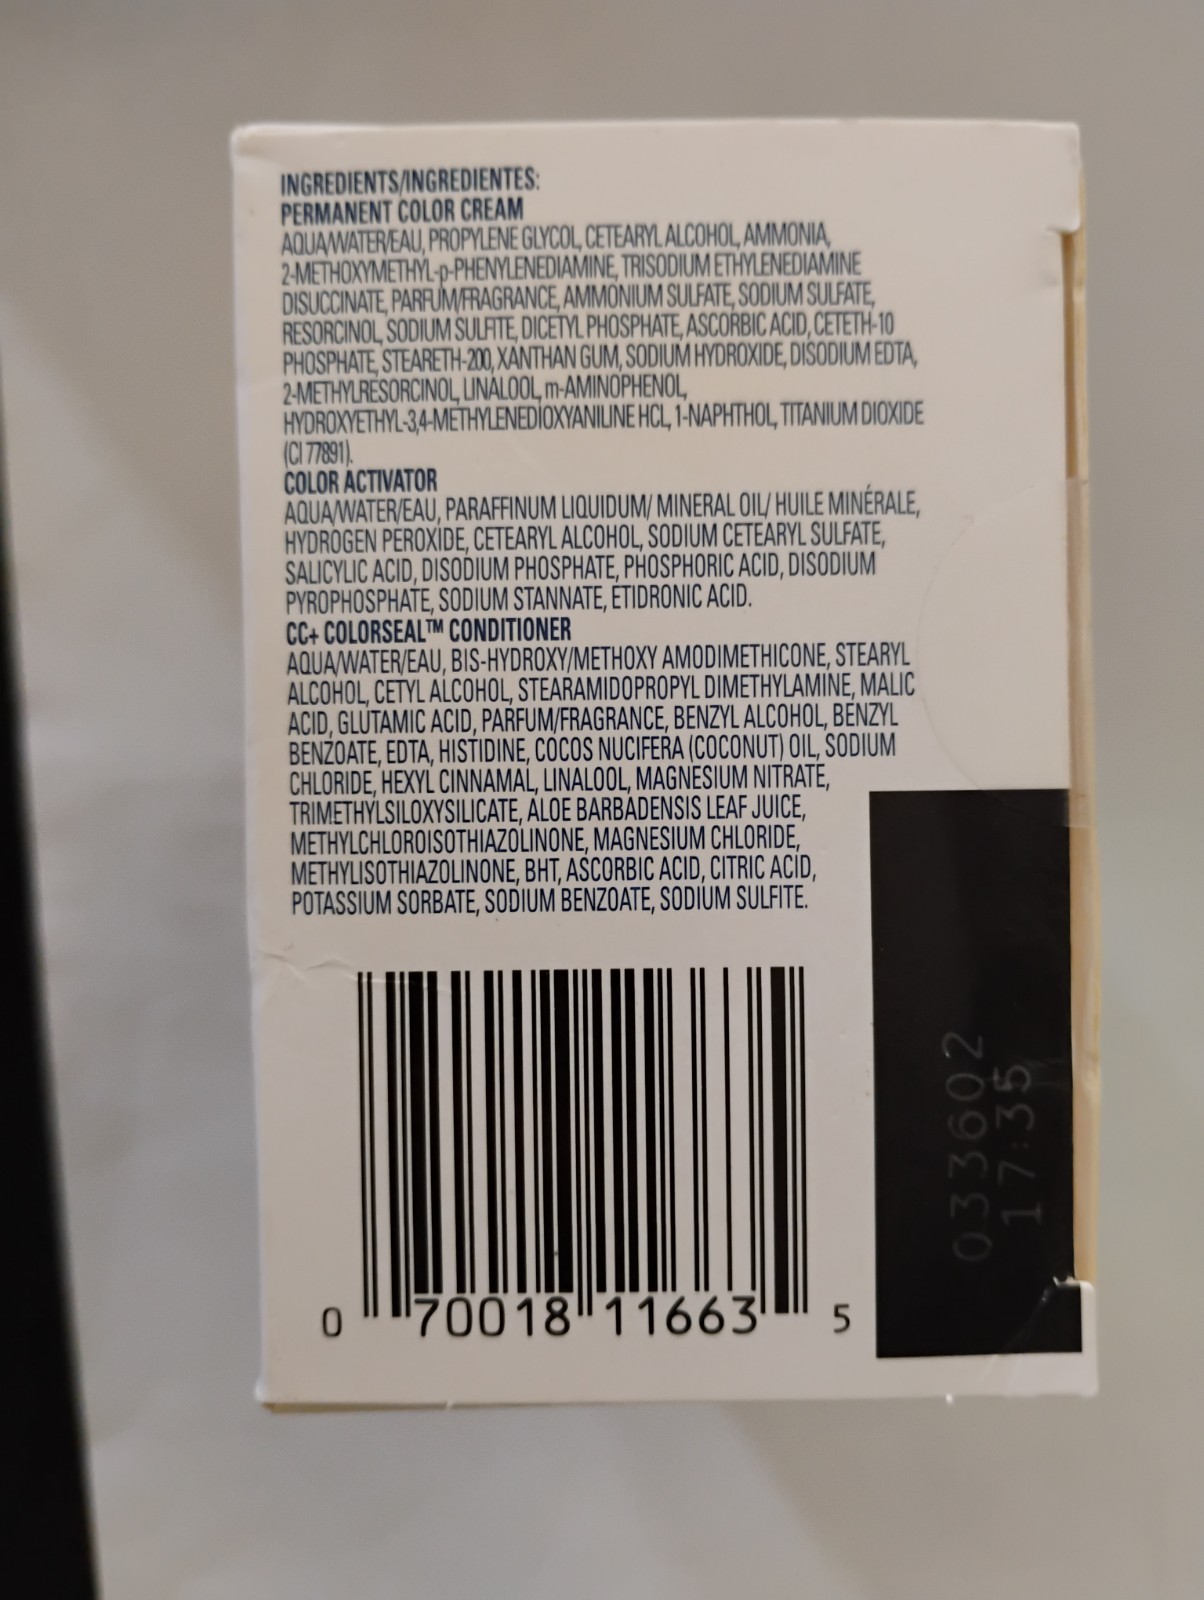 INGREDIENTS/INGREDIENTES:
PERMANENT COLOR CREAM
AQUA/WATER/EAU, PROPYLENE GLYCOL, CETEARYL ALCOHOL, AMMONIA,
2-METHOXYMETHYL-p-PHENYLENEDIAMINE, TRISODIUM ETHYLENEDIAMINE
DISUCCINATE, PARFUM/FRAGRANCE, AMMONIUM SULFATE, SODIUM SULFATE,
RESORCINOL, SODIUM SULFITE, DICETYL PHOSPHATE, ASCORBIC ACID, CETETH-10
PHOSPHATE, STEARETH-200, XANTHAN GUM, SODIUM HYDROXIDE, DISODIUM EDTA,
2-METHYLRESORCINOL, LINALOOL, m-AMINOPHENOL,
HYDROXYETHYL-3,4-METHYLENEDIOXYANILINE HCL, 1-NAPHTHOL, TITANIUM DIOXIDE
(CI 77891).
COLOR ACTIVATOR
AQUA/WATER/EAU, PARAFFINUM LIQUIDUM/ MINERAL OIL/ HUILE MINÉRALE,
HYDROGEN PEROXIDE, CETEARYL ALCOHOL, SODIUM CETEARYL SULFATE,
SALICYLIC ACID, DISODIUM PHOSPHATE, PHOSPHORIC ACID, DISODIUM
PYROPHOSPHATE, SODIUM STANNATE, ETIDRONIC ACID.
CC+ COLORSEAL™ CONDITIONER
AQUA/WATER/EAU, BIS-HYDROXY/METHOXY AMODIMETHICONE, STEARYL
ALCOHOL, CETYL ALCOHOL, STEARAMIDOPROPYL DIMETHYLAMINE, MALIC
ACID, GLUTAMIC ACID, PARFUM/FRAGRANCE, BENZYL ALCOHOL, BENZYL
BENZOATE, EDTA, HISTIDINE, COCOS NUCIFERA (COCONUT) OIL, SODIUM
CHLORIDE, HEXYL CINNAMAL, LINALOOL, MAGNESIUM NITRATE,
TRIMETHYLSILOXYSILICATE, ALOE BARBADENSIS LEAF JUICE,
METHYLCHLOROISOTHIAZOLINONE, MAGNESIUM CHLORIDE,
METHYLISOTHIAZOLINONE, BHT, ASCORBIC ACID, CITRIC ACID,
POTASSIUM SORBATE, SODIUM BENZOATE, SODIUM SULFITE.
0 70018 11663 5
033602
17:35